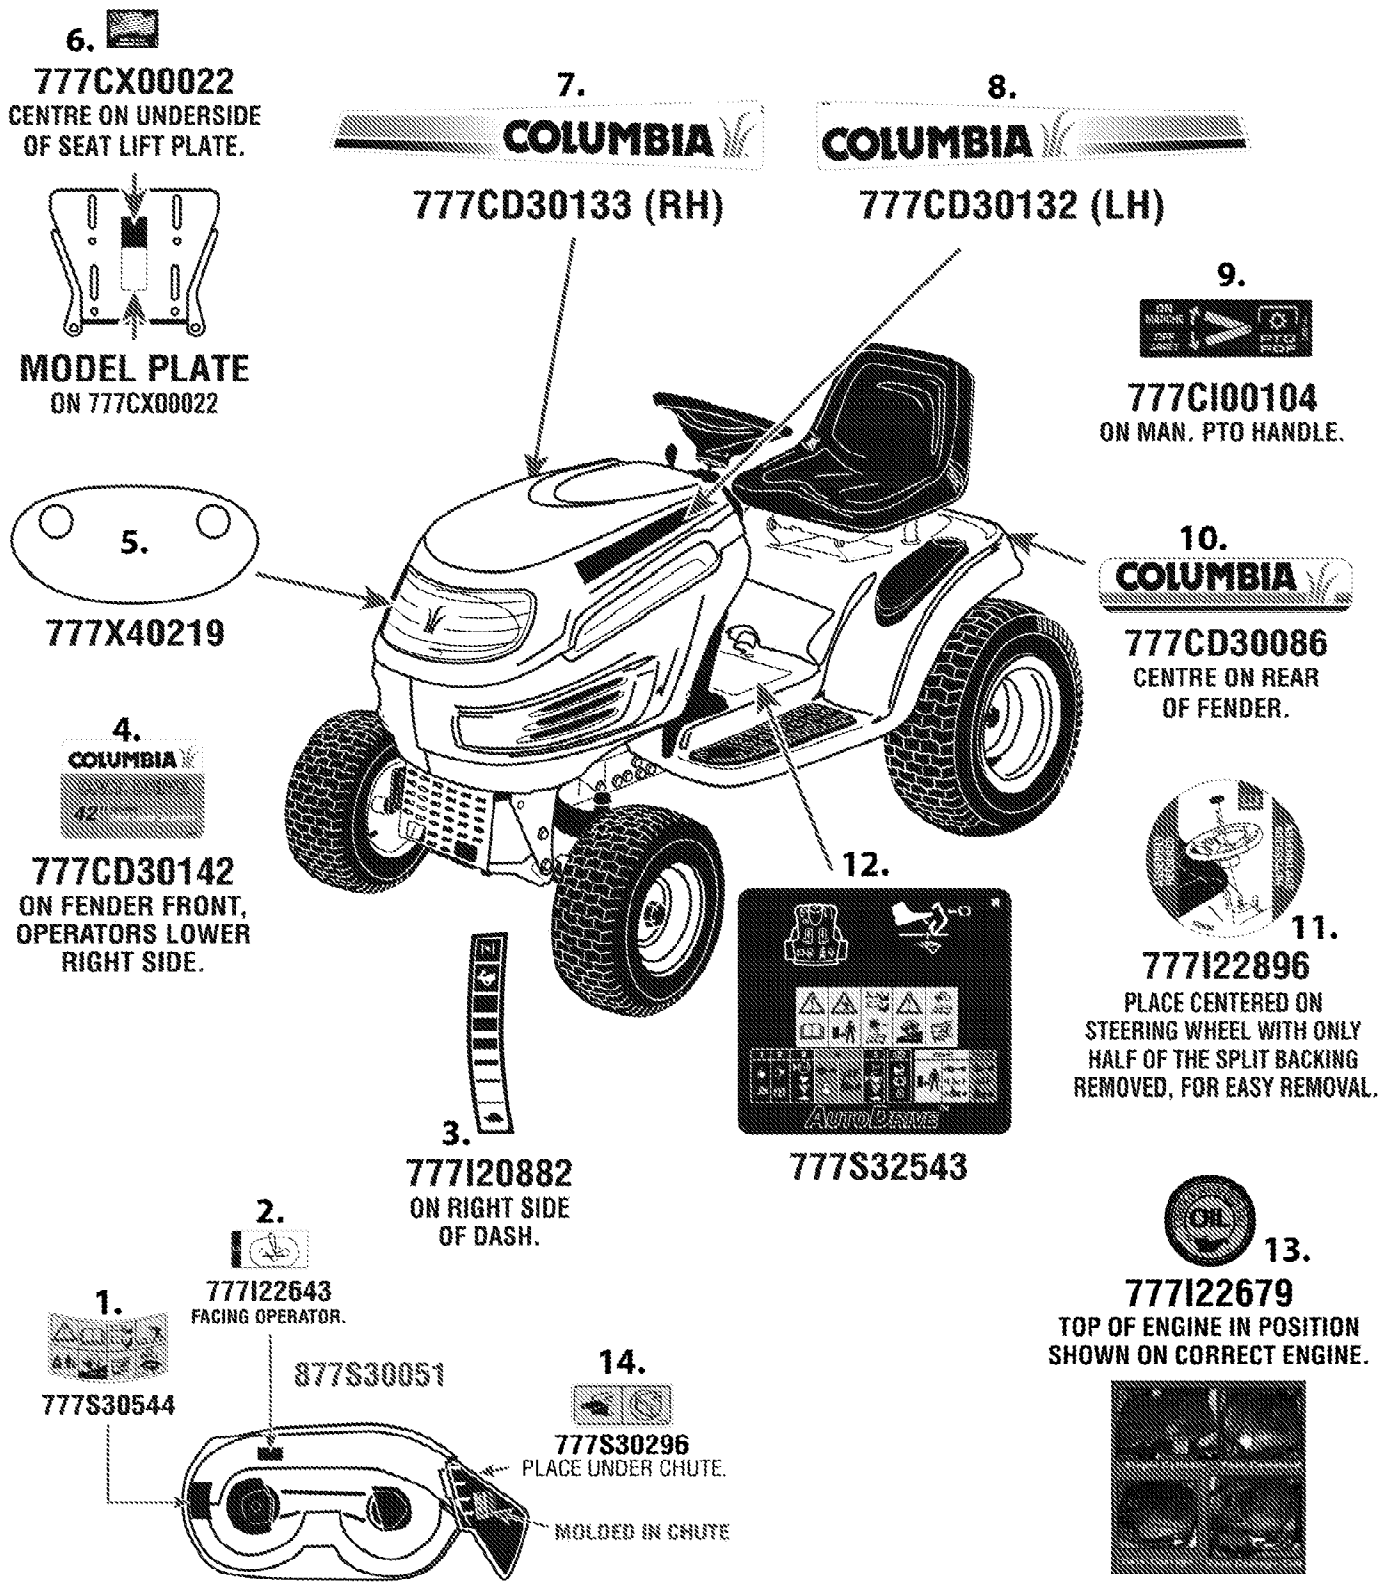 6.
777CX00022
CENTRE ON UNDERSIDE
OF SEAT LIFT PLATE.
MODEL PLATE
ON 777CX00022
7.
COLUMBIA
777CD30133 (RH)
8.
COLUMBIA
777CD30132 (LH)
9.
PTO
777CI00104
ON MAN. PTO HANDLE.
5.
777X40219
10.
COLUMBIA
777CD30086
CENTRE ON REAR
OF FENDER.
4.
COLUMBIA
42"
777CD30142
ON FENDER FRONT,
OPERATORS LOWER
RIGHT SIDE.
11.
777I22896
PLACE CENTERED ON
STEERING WHEEL WITH ONLY
HALF OF THE SPLIT BACKING
REMOVED, FOR EASY REMOVAL.
12.
AUTODRIVE
777S32543
3.
777I20882
ON RIGHT SIDE
OF DASH.
2.
777I22643
FACING OPERATOR.
1.
777S30544
877S30051
14.
777S30296
PLACE UNDER CHUTE.
MOLDED IN CHUTE
OIL
13.
777I22679
TOP OF ENGINE IN POSITION
SHOWN ON CORRECT ENGINE.